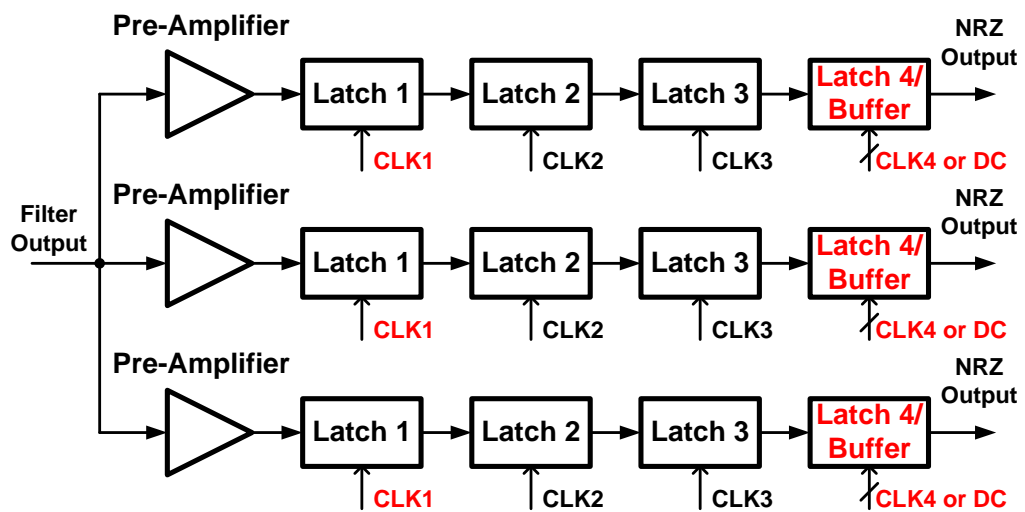 Pre-Amplifier
NRZ
Output
Latch 1
Latch 2
Latch 3
Latch 4/
Buffer
CLK1
CLK2
CLK3
CLK4 or DC
Pre-Amplifier
NRZ
Output
Filter
Output
Latch 1
Latch 2
Latch 3
Latch 4/
Buffer
CLK1
CLK2
CLK3
CLK4 or DC
Pre-Amplifier
NRZ
Output
Latch 1
Latch 2
Latch 3
Latch 4/
Buffer
CLK1
CLK2
CLK3
CLK4 or DC